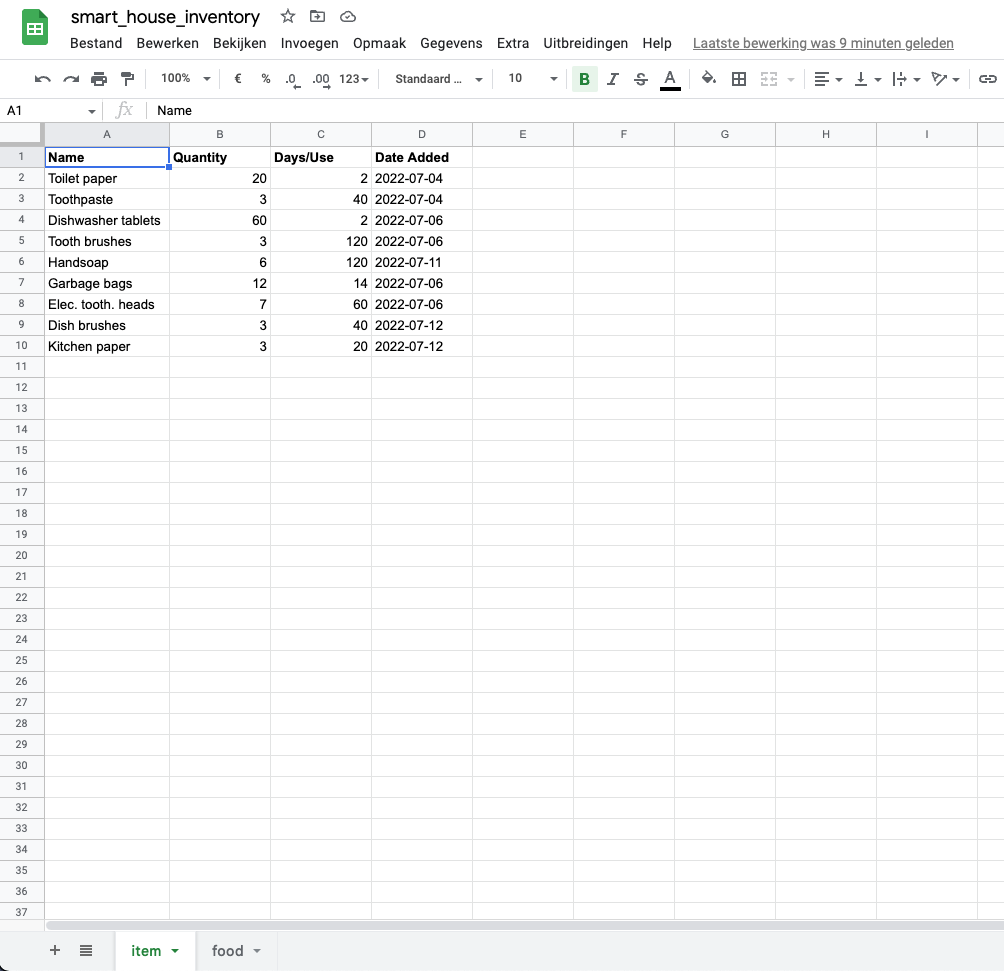 smart_house_inventory
Bestand Bewerken Bekijken Invoegen Opmaak Gegevens Extra Uitbreidingen Help Laatste bewerking was 9 minuten geleden
100% € % .0 .00 123 Standaard ... 10 B I S A
A1 fx Name
A B C D E F G H I
1 Name Quantity Days/Use Date Added
2 Toilet paper 20 2 2022-07-04
3 Toothpaste 3 40 2022-07-04
4 Dishwasher tablets 60 2 2022-07-06
5 Tooth brushes 3 120 2022-07-06
6 Handsoap 6 120 2022-07-11
7 Garbage bags 12 14 2022-07-06
8 Elec. tooth. heads 7 60 2022-07-06
9 Dish brushes 3 40 2022-07-12
10 Kitchen paper 3 20 2022-07-12
11
12
13
14
15
16
17
18
19
20
21
22
23
24
25
26
27
28
29
30
31
32
33
34
35
36
37
+ item food